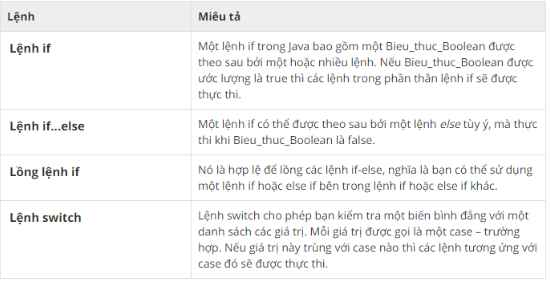 Lệnh
Miêu tả
Lệnh if
Một lệnh if trong Java bao gồm một Bieu_thuc_Boolean được
theo sau bởi một hoặc nhiều lệnh. Nếu Bieu_thuc_Boolean được
ước lượng là true thì các lệnh trong phần thân lệnh if sẽ được
thực thi.
Lệnh if...else
Một lệnh if có thể được theo sau bởi một lệnh else tùy ý, mà thực
thi khi Bieu_thuc_Boolean là false.
Lồng lệnh if
Nó là hợp lệ để lồng các lệnh if-else, nghĩa là bạn có thể sử dụng
một lệnh if hoặc else if bên trong lệnh if hoặc else if khác.
Lệnh switch
Lệnh switch cho phép bạn kiểm tra một biến bình đẳng với một
danh sách các giá trị. Mỗi giá trị được gọi là một case – trường
hợp. Nếu giá trị này trùng với case nào thì các lệnh tương ứng với
case đó sẽ được thực thi.